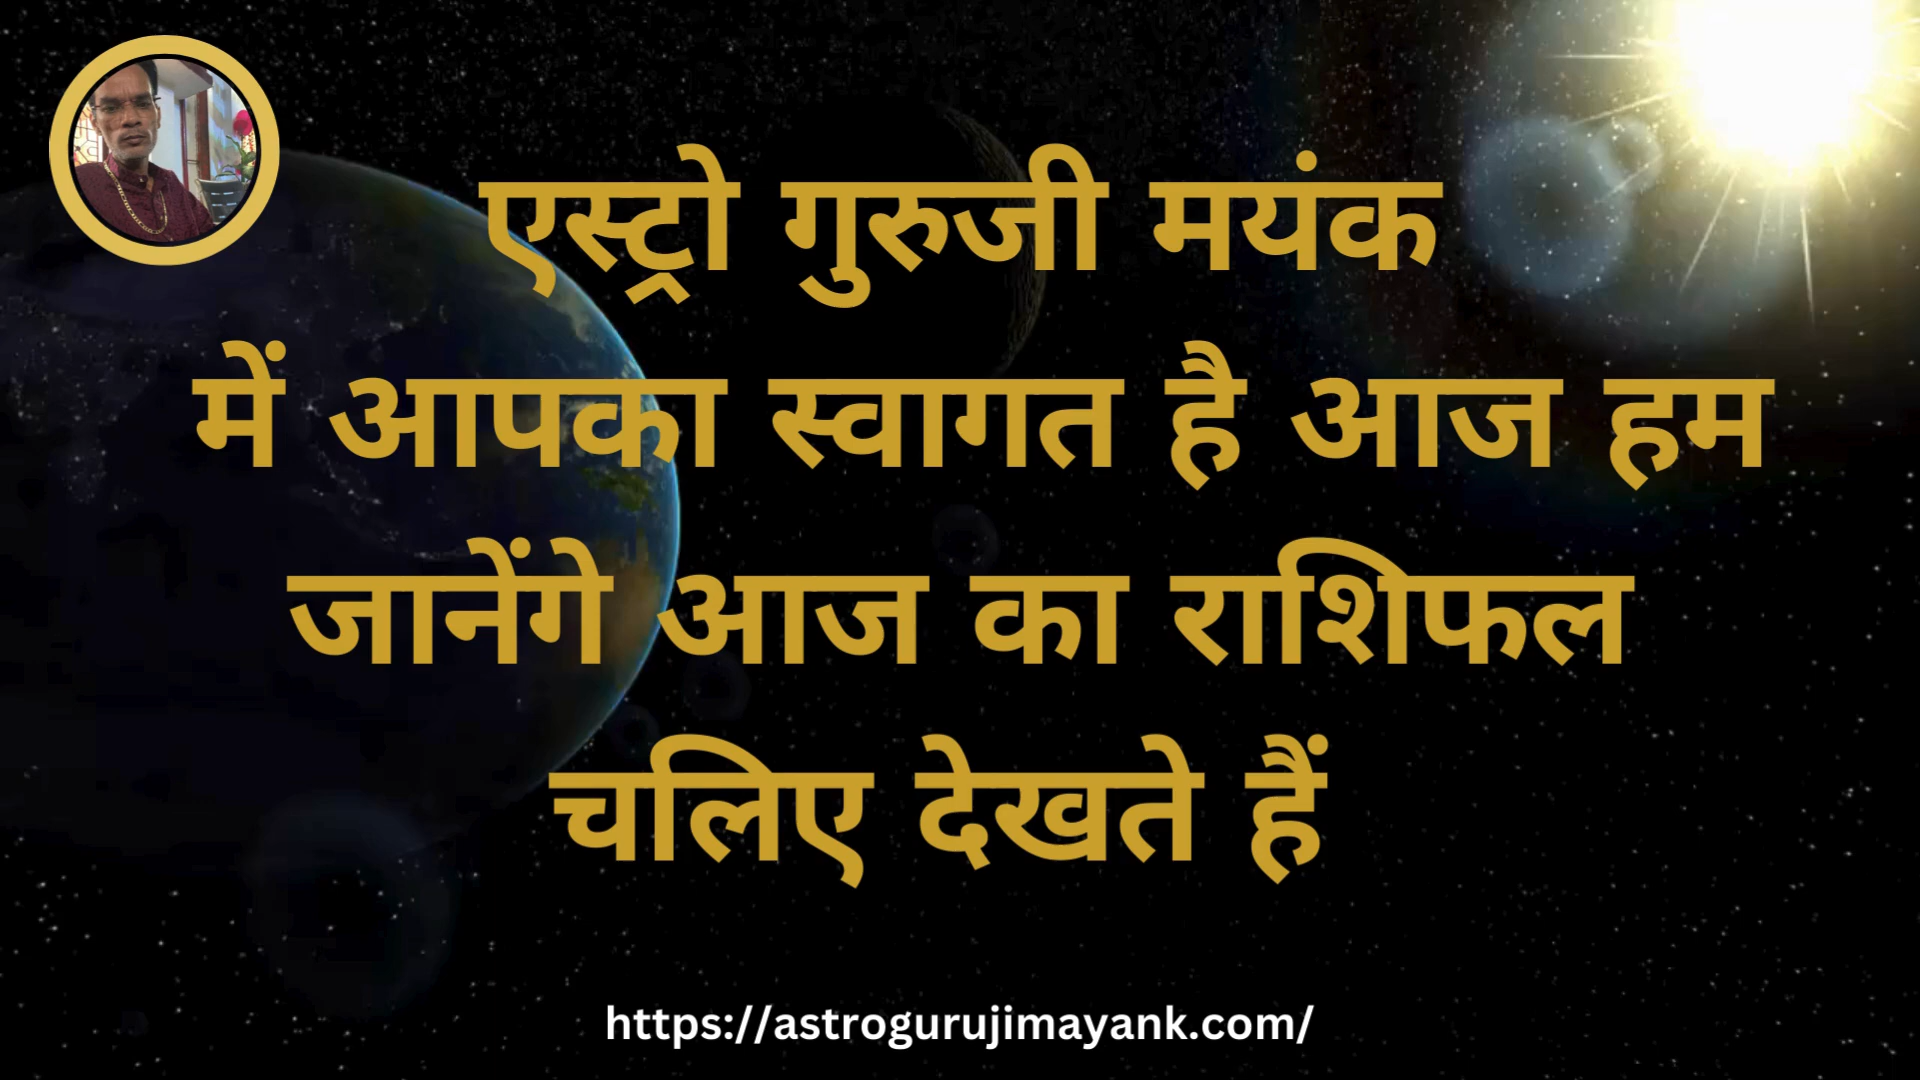 एस्ट्रो गुरुजी मयंक
में आपका स्वागत है आज हम
जानेंगे आज का राशिफल
चलिए देखते हैं
https://astrogurujimayank.com/